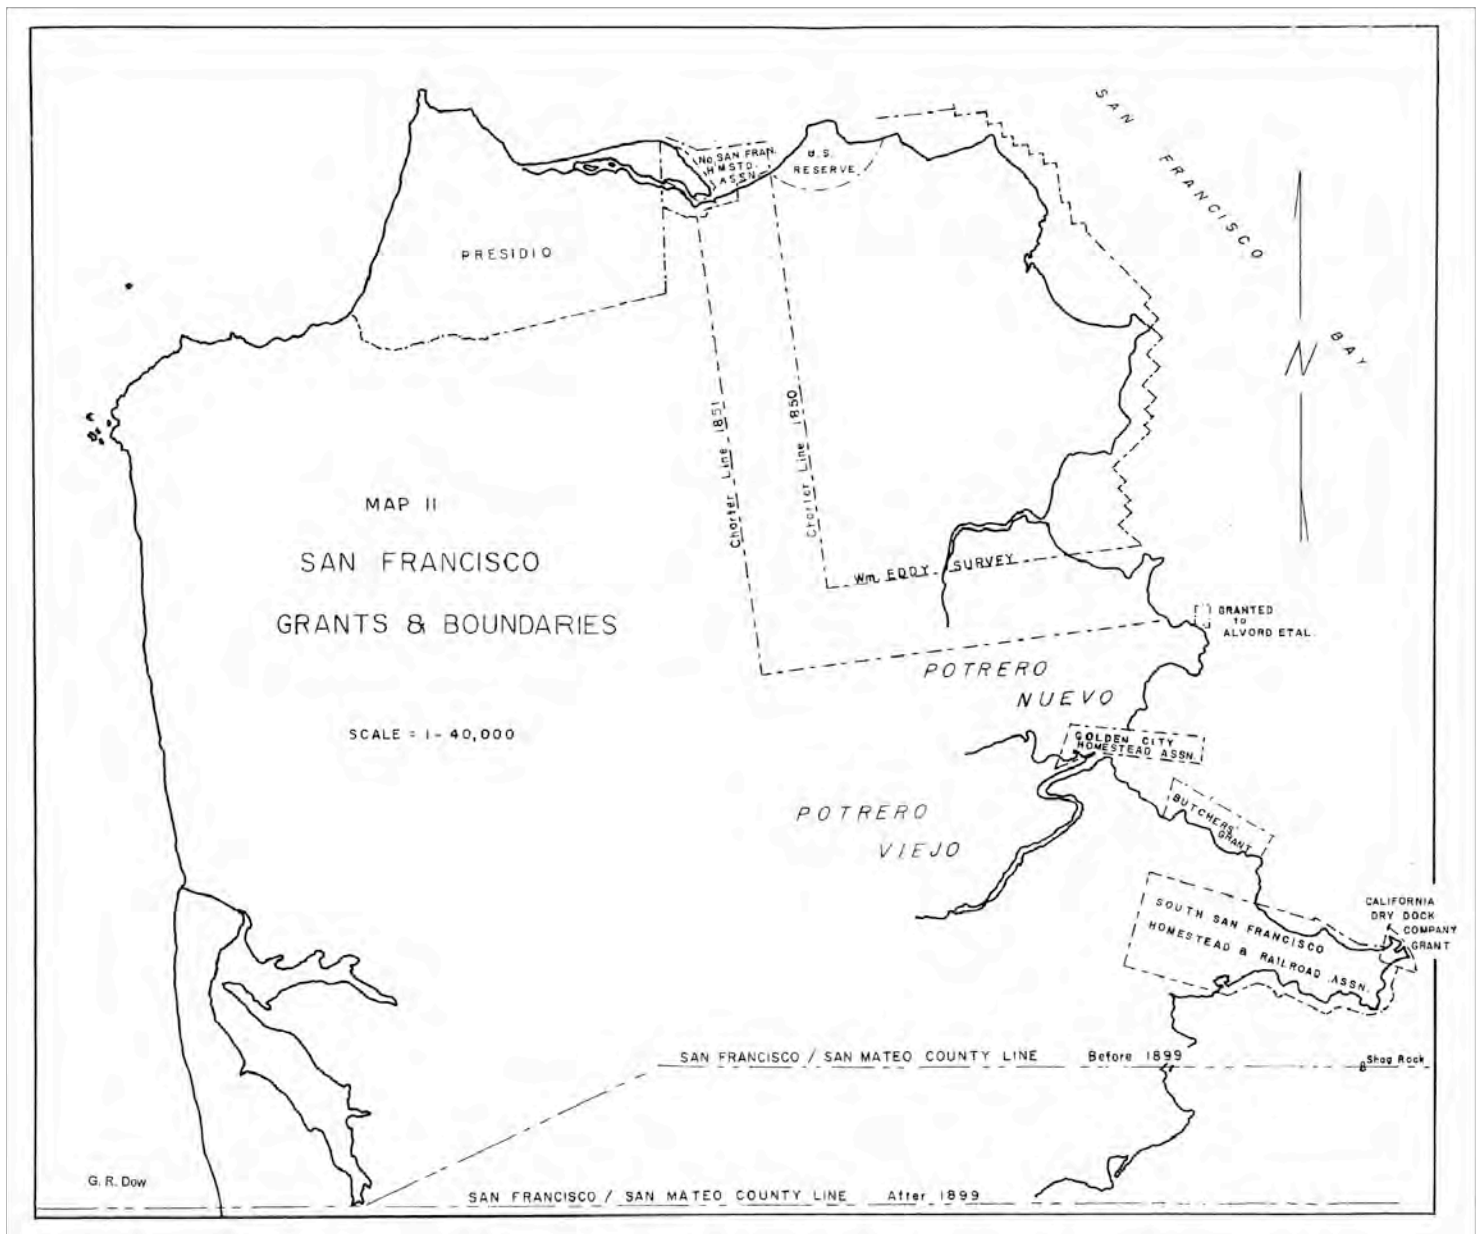 SAN
FRANCISCO
BAY
N
No. SAN FRAN.
HMSTD.
ASSN.
U.S.
RESERVE
PRESIDIO
Charter Line 1851
Charter Line 1850
MAP II
SAN FRANCISCO
GRANTS & BOUNDARIES
SCALE = 1-40,000
Wm. EDDY SURVEY
GRANTED
TO
ALVORD ETAL.
POTRERO
NUEVO
GOLDEN CITY
HOMESTEAD ASSN.
POTRERO
VIEJO
BUTCHERS'
GRANT
SOUTH SAN FRANCISCO
HOMESTEAD & RAILROAD ASSN.
CALIFORNIA
DRY DOCK
COMPANY
GRANT
SAN FRANCISCO / SAN MATEO COUNTY LINE Before 1899
Shag Rock
G. R. Dow
SAN FRANCISCO / SAN MATEO COUNTY LINE After 1899